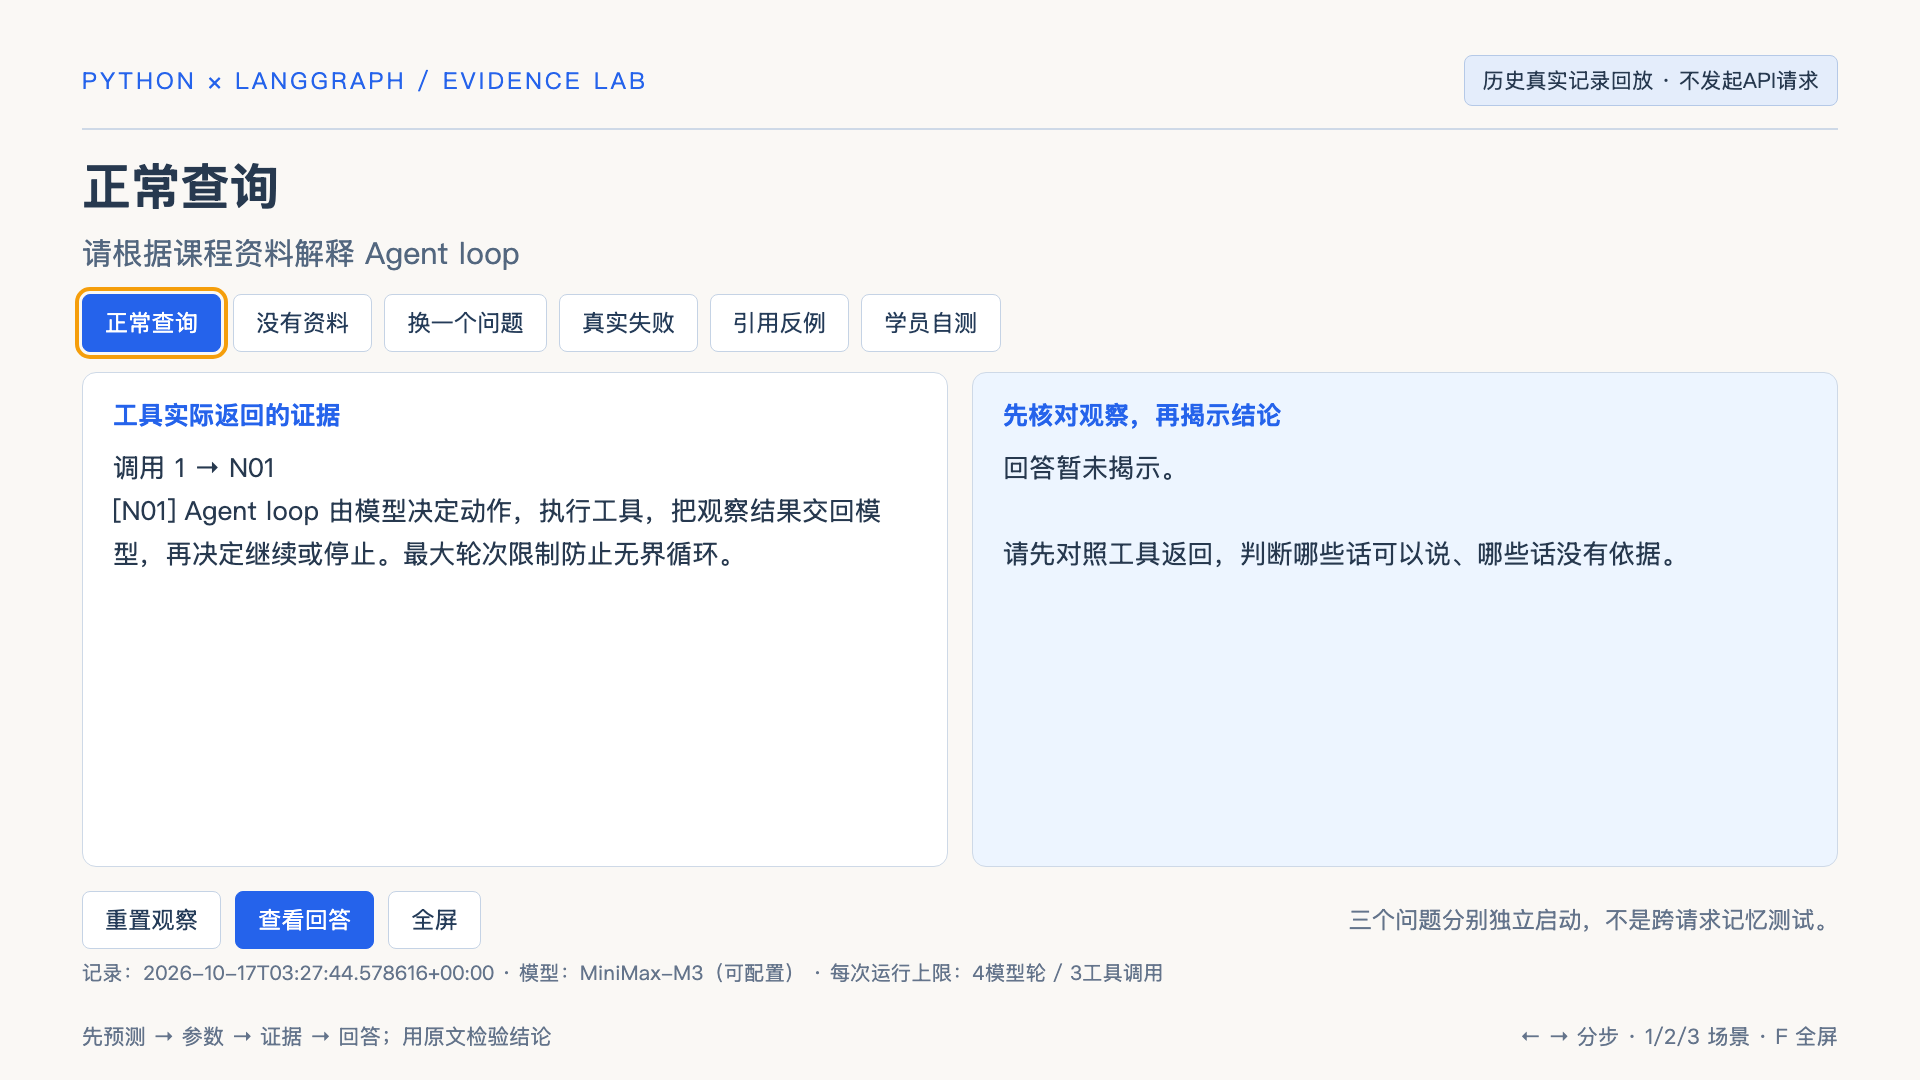 PYTHON × LANGGRAPH / EVIDENCE LAB
历史真实记录回放 · 不发起API请求
正常查询
请根据课程资料解释 Agent loop
正常查询
没有资料
换一个问题
真实失败
引用反例
学员自测
工具实际返回的证据
调用 1 → N01
[N01] Agent loop 由模型决定动作，执行工具，把观察结果交回模
型，再决定继续或停止。最大轮次限制防止无界循环。
先核对观察，再揭示结论
回答暂未揭示。
请先对照工具返回，判断哪些话可以说、哪些话没有依据。
重置观察
查看回答
全屏
三个问题分别独立启动，不是跨请求记忆测试。
记录：2026-10-17T03:27:44.578616+00:00 · 模型：MiniMax-M3（可配置） · 每次运行上限：4模型轮 / 3工具调用
先预测 → 参数 → 证据 → 回答；用原文检验结论
← → 分步 · 1/2/3 场景 · F 全屏